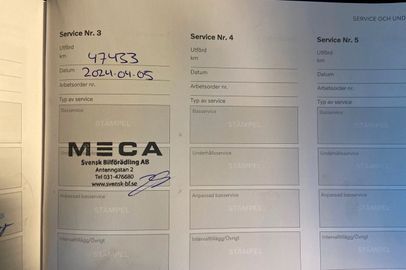 SERVICE OCH UND
Service Nr. 3
Utförd
km 47433
Datum 2024-04-05
Arbetsorder nr.
Typ av service
Basservice
STÄMPEL
MECA
Svensk Bilförädling AB
Antenngatan 2
Tel 031-476680
www.svensk-bf.se
Anpassad basservice
STÄMPEL
Internaltillägg/Övrigt
Service Nr. 4
Utförd
km
Datum
Arbetsorder nr.
Typ av service
Basservice
STÄMPEL
Underhållsservice
STÄMPEL
Anpassad basservice
STÄMPEL
Intervalltillägg/Övrigt
Service Nr. 5
Utförd
km
Datum
Arbetsorder nr.
Typ av service
Basservice
STÄMPEL
Underhållsservice
STÄMPEL
Anpassad basservice
STÄMPEL
Intervalltillägg/Övrigt